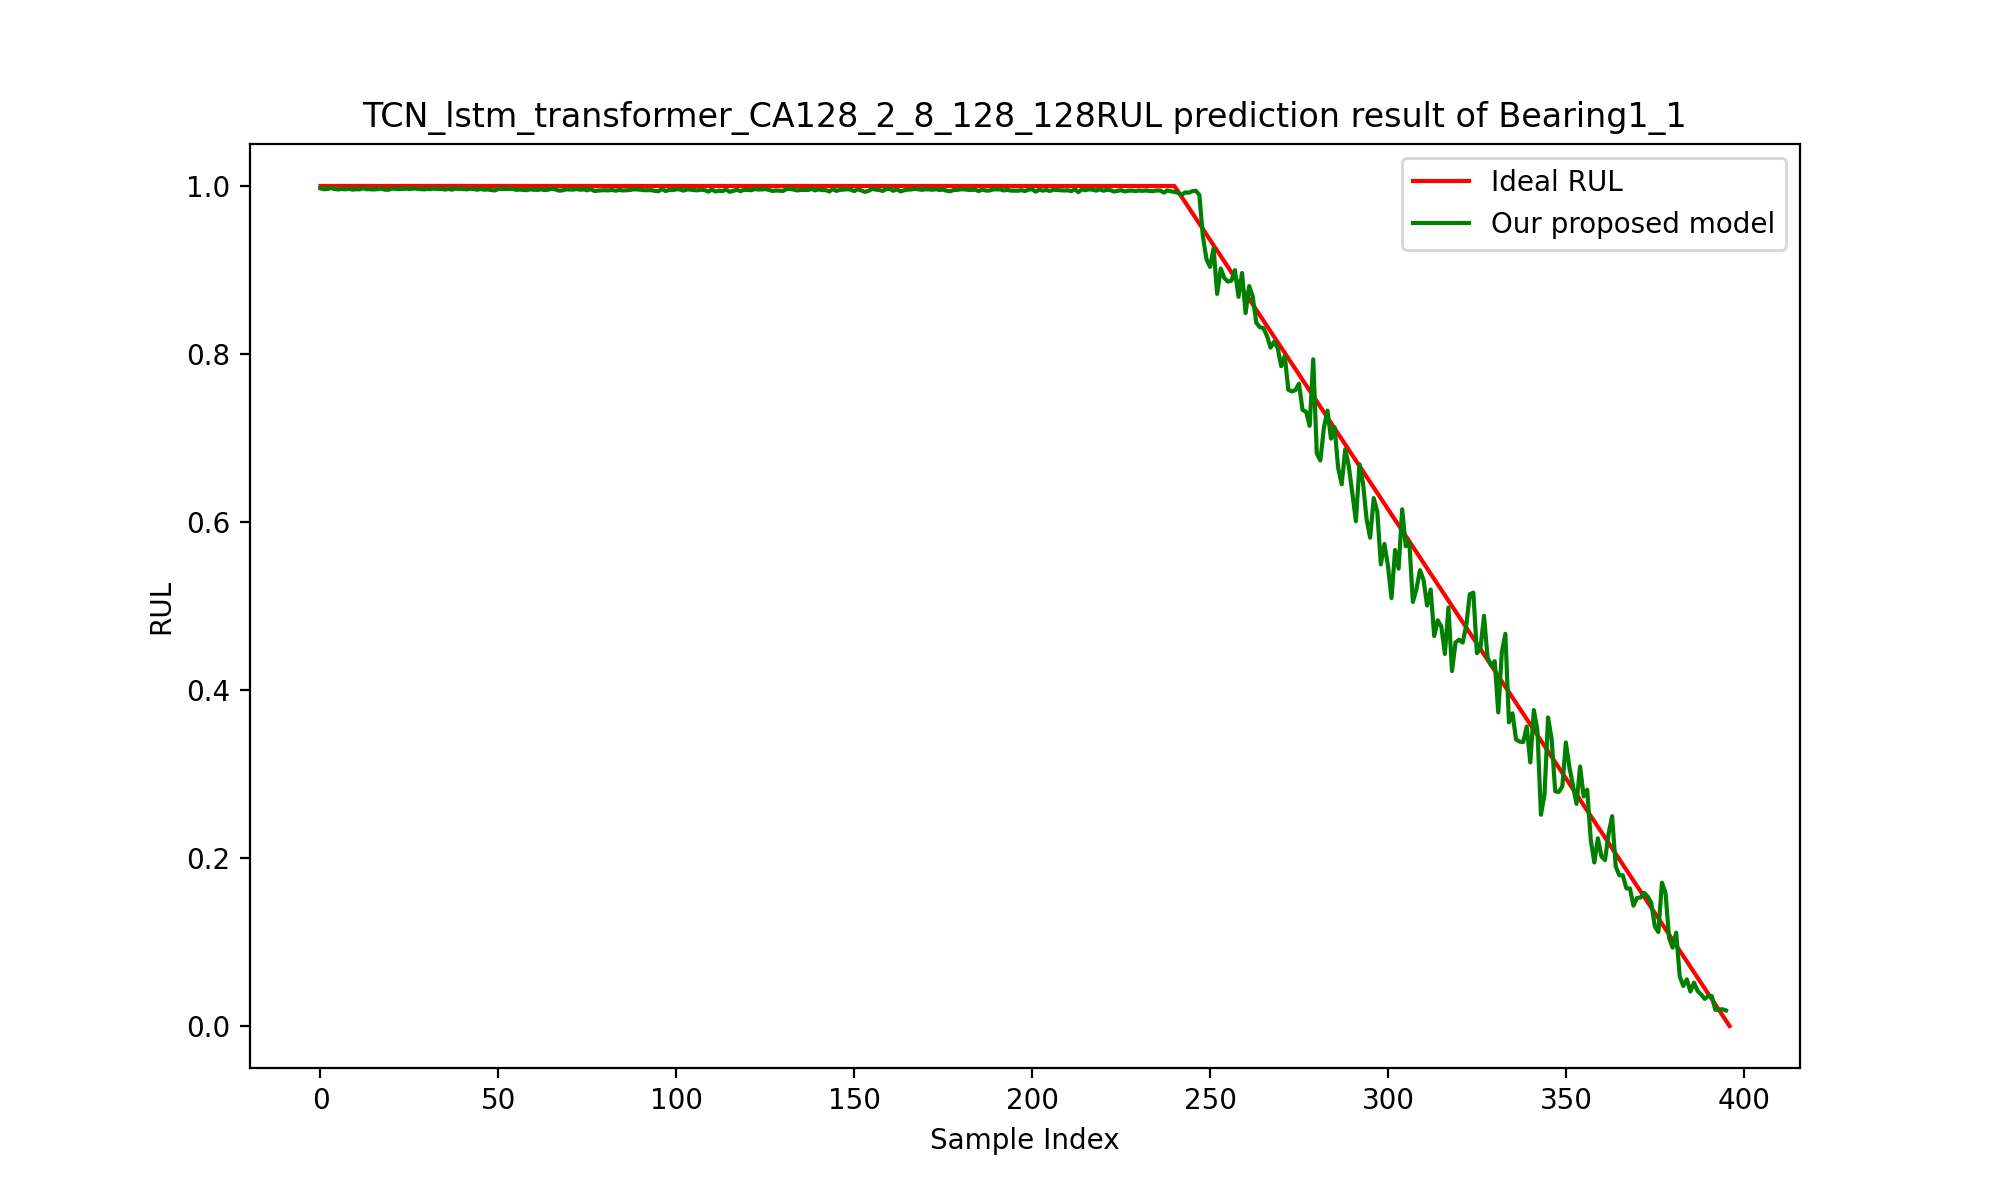 TCN_lstm_transformer_CA128_2_8_128_128RUL prediction result of Bearing1_1
Ideal RUL
Our proposed model
RUL
1.0
0.8
0.6
0.4
0.2
0.0
0 50 100 150 200 250 300 350 400
Sample Index